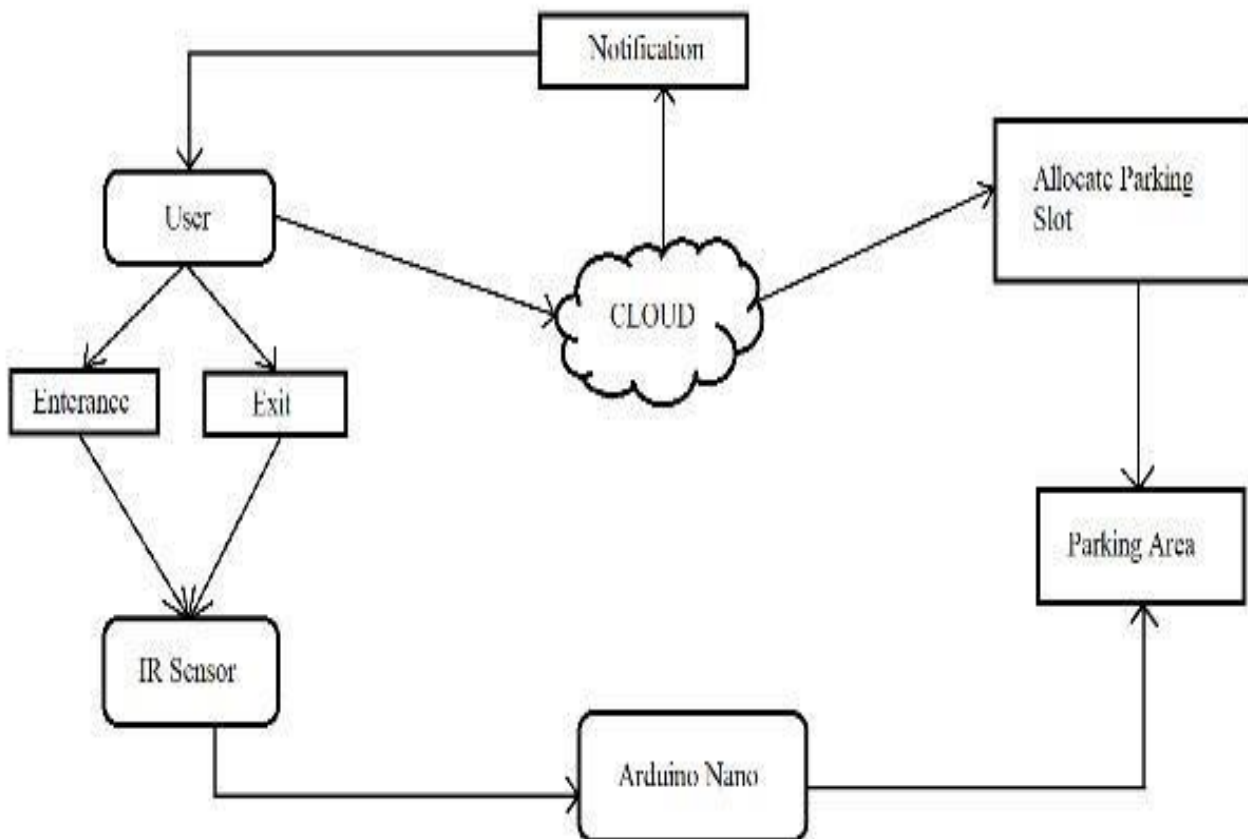 Notification
User
Allocate Parking
Slot
CLOUD
Enterance
Exit
Parking Area
IR Sensor
Arduino Nano